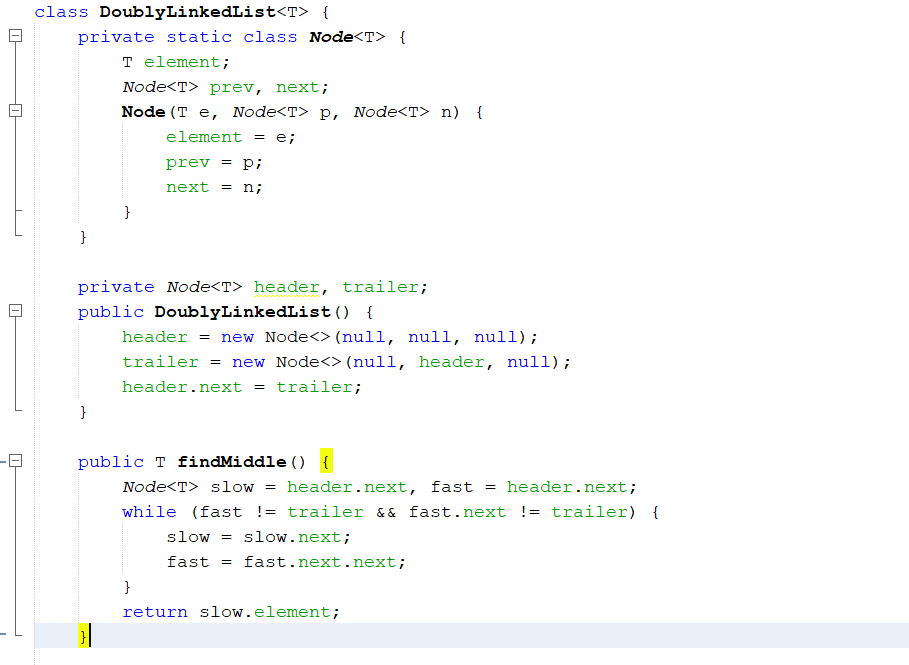 class DoublyLinkedList<T> {
    private static class Node<T> {
        T element;
        Node<T> prev, next;
        Node(T e, Node<T> p, Node<T> n) {
            element = e;
            prev = p;
            next = n;
        }
    }

    private Node<T> header, trailer;
    public DoublyLinkedList() {
        header = new Node<>(null, null, null);
        trailer = new Node<>(null, header, null);
        header.next = trailer;
    }

    public T findMiddle() {
        Node<T> slow = header.next, fast = header.next;
        while (fast != trailer && fast.next != trailer) {
            slow = slow.next;
            fast = fast.next.next;
        }
        return slow.element;
    }